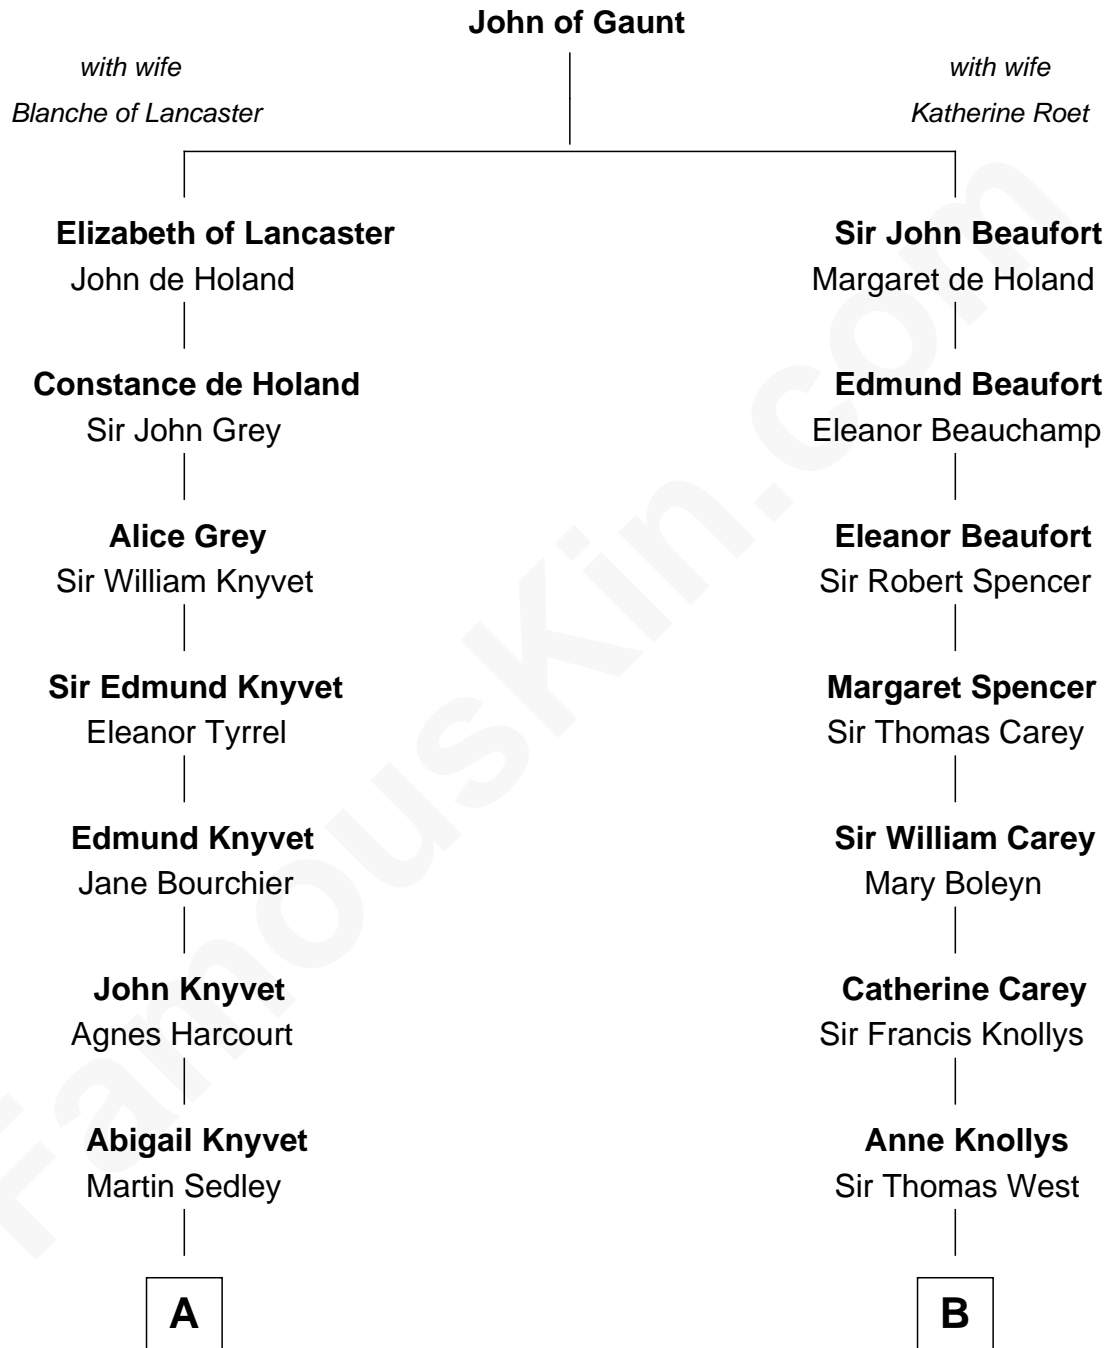 John of Gaunt
with wife
Blanche of Lancaster
with wife
Katherine Roet
Elizabeth of Lancaster
John de Holand
Sir John Beaufort
Margaret de Holand
Constance de Holand
Sir John Grey
Edmund Beaufort
Eleanor Beauchamp
Alice Grey
Sir William Knyvet
Eleanor Beaufort
Sir Robert Spencer
Sir Edmund Knyvet
Eleanor Tyrrel
Margaret Spencer
Sir Thomas Carey
Edmund Knyvet
Jane Bourchier
Sir William Carey
Mary Boleyn
John Knyvet
Agnes Harcourt
Catherine Carey
Sir Francis Knollys
Abigail Knyvet
Martin Sedley
Anne Knollys
Sir Thomas West
A
B
FamousKin.com